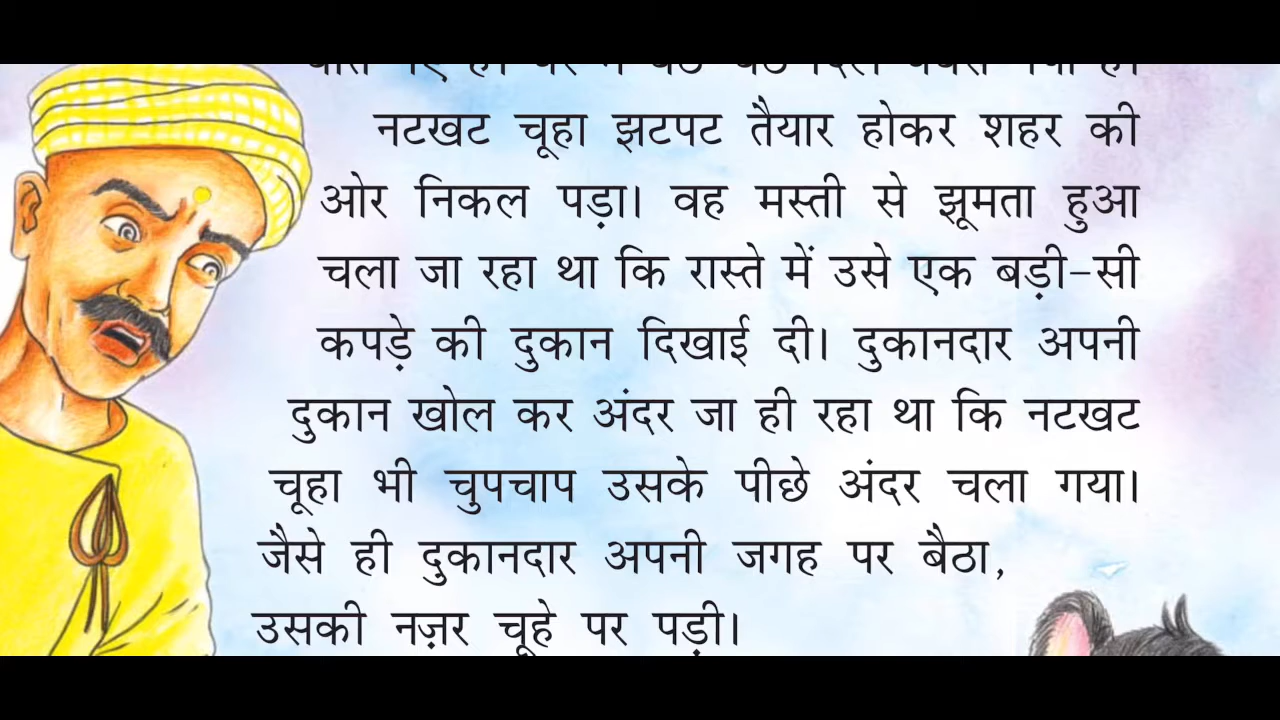 नटखट चूहा झटपट तैयार होकर शहर की
ओर निकल पड़ा। वह मस्ती से झूमता हुआ
चला जा रहा था कि रास्ते में उसे एक बड़ी-सी
कपड़े की दुकान दिखाई दी। दुकानदार अपनी
दुकान खोल कर अंदर जा ही रहा था कि नटखट
चूहा भी चुपचाप उसके पीछे अंदर चला गया।
जैसे ही दुकानदार अपनी जगह पर बैठा,
उसकी नज़र चूहे पर पड़ी।